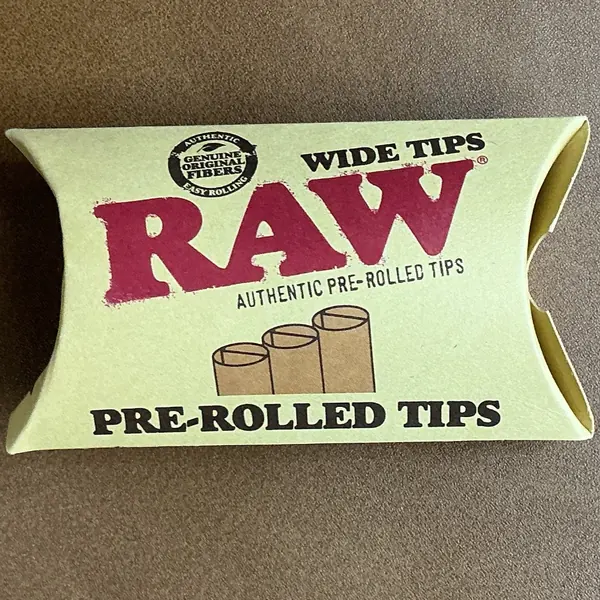 AUTHENTIC
GENUINE
ORIGINAL
FIBERS
EASY ROLLING
WIDE TIPS
RAW®
AUTHENTIC PRE-ROLLED TIPS
PRE-ROLLED TIPS